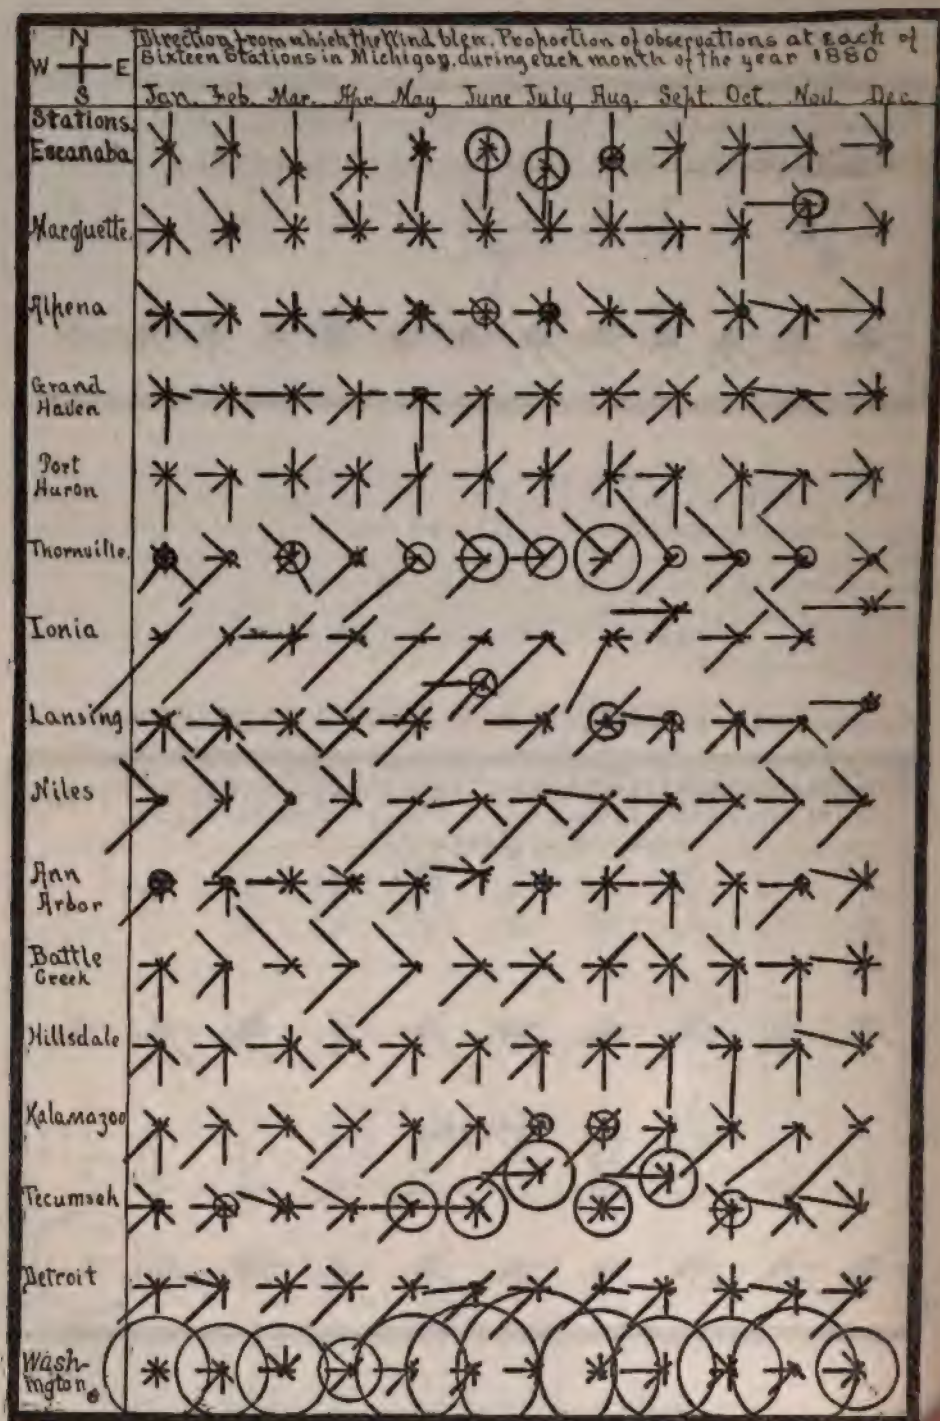 N
W E
S
Direction from which the Wind blew. Proportion of observations at each of
Sixteen Stations in Michigan, during each month of the year 1880
Jan. Feb. Mar. Apr. May June July Aug. Sept. Oct. Nov. Dec.
Stations.
Escanaba
Marquette.
Alpena
Grand
Haven
Port
Huron
Thornville.
Ionia
Lansing
Niles
Ann
Arbor
Battle
Creek
Hillsdale
Kalamazoo
Tecumseh
Detroit
Wash-
ington.